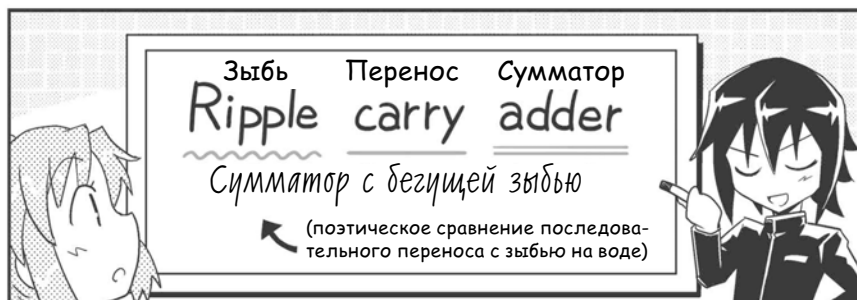 Зыбь Перенос Сумматор
Ripple carry adder
Сумматор с бегущей зыбью
(поэтическое сравнение последова-
тельного переноса с зыбью на воде)